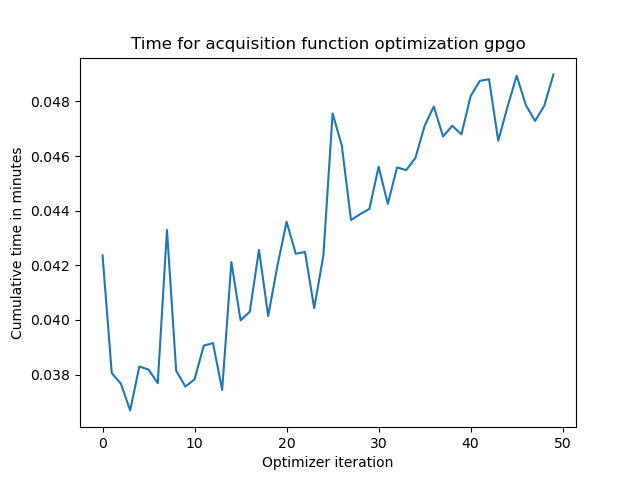 Time for acquisition function optimization gpgo
0.048
0.046
0.044
0.042
0.040
0.038
Cumulative time in minutes
0 10 20 30 40 50
Optimizer iteration